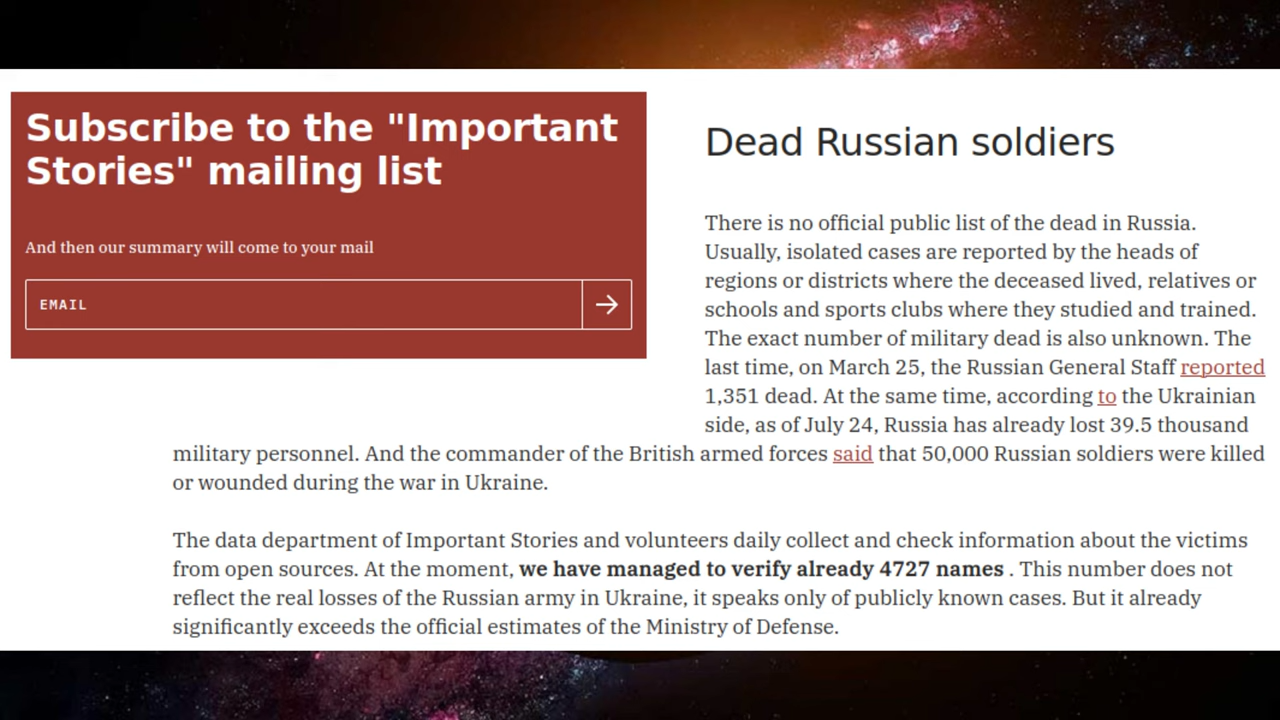 Subscribe to the "Important
Stories" mailing list
And then our summary will come to your mail
EMAIL
Dead Russian soldiers
There is no official public list of the dead in Russia.
Usually, isolated cases are reported by the heads of
regions or districts where the deceased lived, relatives or
schools and sports clubs where they studied and trained.
The exact number of military dead is also unknown. The
last time, on March 25, the Russian General Staff reported
1,351 dead. At the same time, according to the Ukrainian
side, as of July 24, Russia has already lost 39.5 thousand
military personnel. And the commander of the British armed forces said that 50,000 Russian soldiers were killed
or wounded during the war in Ukraine.
The data department of Important Stories and volunteers daily collect and check information about the victims
from open sources. At the moment, we have managed to verify already 4727 names . This number does not
reflect the real losses of the Russian army in Ukraine, it speaks only of publicly known cases. But it already
significantly exceeds the official estimates of the Ministry of Defense.